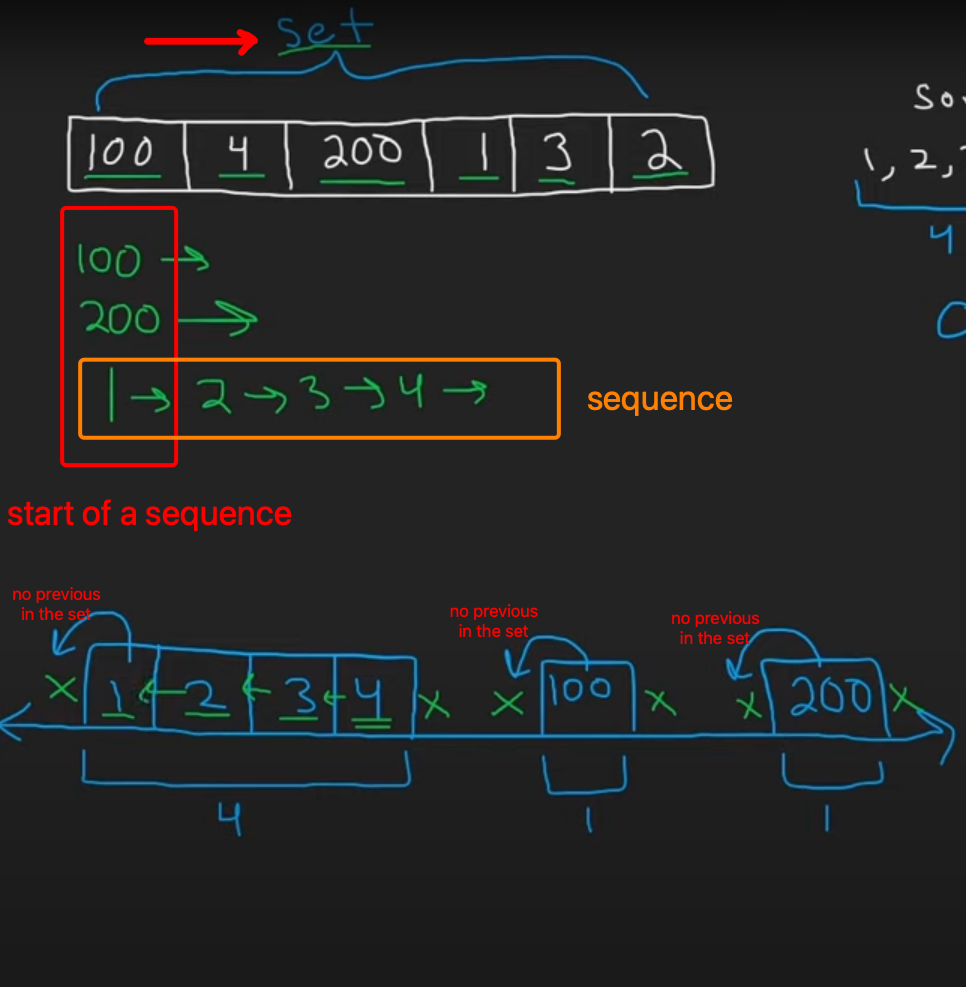 Set
100 4 200 1 3 2
1, 2,
4
100 →
200 →
1 → 2 → 3 → 4 →
sequence
start of a sequence
no previous
in the set
no previous
in the set
no previous
in the set
x 1 ← 2 ← 3 ← 4 x x 100 x x 200 x
4 1 1